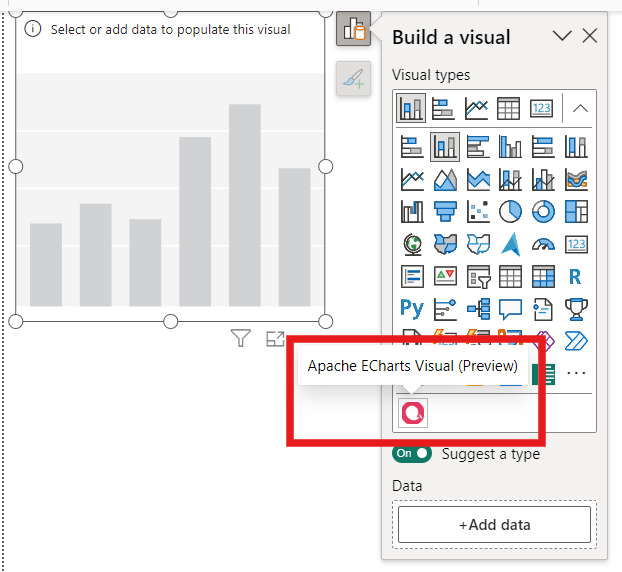 Select or add data to populate this visual
Build a visual
Visual types
123
123
R
Py
Apache ECharts Visual (Preview)
...
On
Suggest a type
Data
+Add data